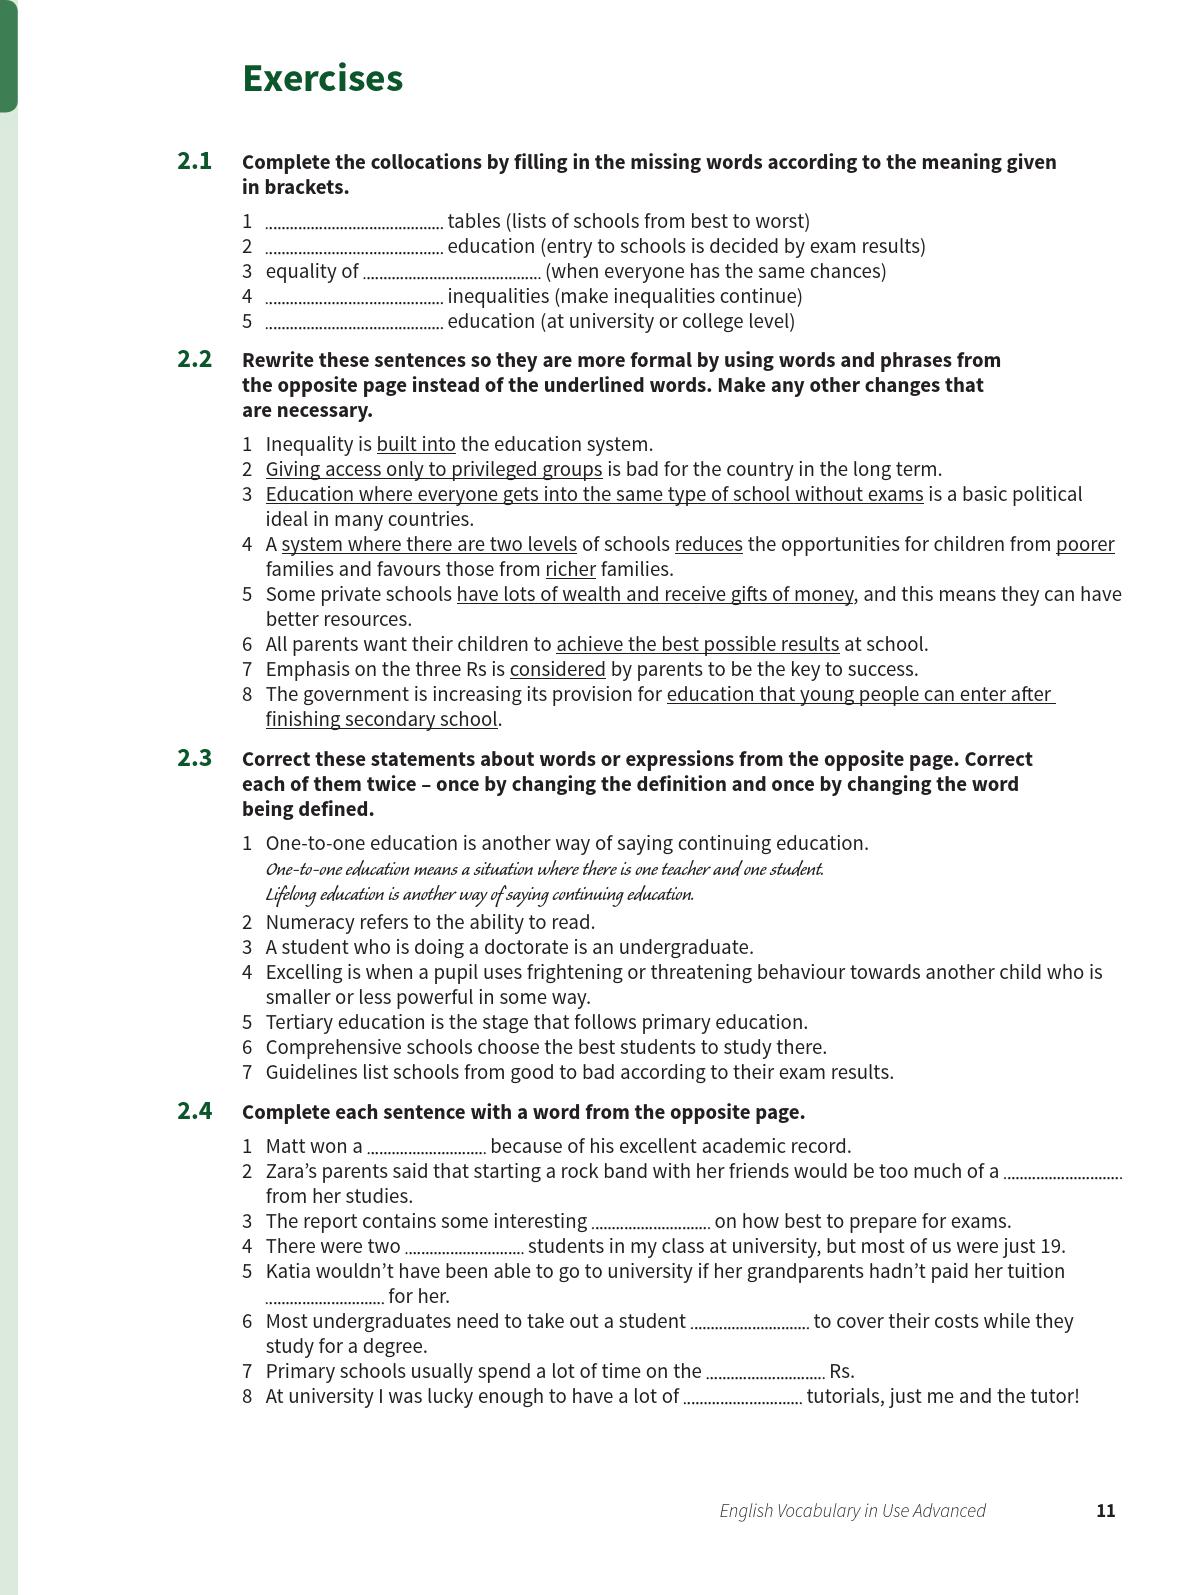 Exercises
2.1 Complete the collocations by filling in the missing words according to the meaning given
in brackets.
1 ........................................... tables (lists of schools from best to worst)
2 ........................................... education (entry to schools is decided by exam results)
3 equality of ........................................... (when everyone has the same chances)
4 ........................................... inequalities (make inequalities continue)
5 ........................................... education (at university or college level)
2.2 Rewrite these sentences so they are more formal by using words and phrases from
the opposite page instead of the underlined words. Make any other changes that
are necessary.
1 Inequality is built into the education system.
2 Giving access only to privileged groups is bad for the country in the long term.
3 Education where everyone gets into the same type of school without exams is a basic political
ideal in many countries.
4 A system where there are two levels of schools reduces the opportunities for children from poorer
families and favours those from richer families.
5 Some private schools have lots of wealth and receive gifts of money, and this means they can have
better resources.
6 All parents want their children to achieve the best possible results at school.
7 Emphasis on the three Rs is considered by parents to be the key to success.
8 The government is increasing its provision for education that young people can enter after
finishing secondary school.
2.3 Correct these statements about words or expressions from the opposite page. Correct
each of them twice – once by changing the definition and once by changing the word
being defined.
1 One-to-one education is another way of saying continuing education.
One-to-one education means a situation where there is one teacher and one student.
Lifelong education is another way of saying continuing education.
2 Numeracy refers to the ability to read.
3 A student who is doing a doctorate is an undergraduate.
4 Excelling is when a pupil uses frightening or threatening behaviour towards another child who is
smaller or less powerful in some way.
5 Tertiary education is the stage that follows primary education.
6 Comprehensive schools choose the best students to study there.
7 Guidelines list schools from good to bad according to their exam results.
2.4 Complete each sentence with a word from the opposite page.
1 Matt won a ............................. because of his excellent academic record.
2 Zara’s parents said that starting a rock band with her friends would be too much of a .............................
from her studies.
3 The report contains some interesting ............................. on how best to prepare for exams.
4 There were two ............................. students in my class at university, but most of us were just 19.
5 Katia wouldn’t have been able to go to university if her grandparents hadn’t paid her tuition
............................. for her.
6 Most undergraduates need to take out a student ............................. to cover their costs while they
study for a degree.
7 Primary schools usually spend a lot of time on the ............................. Rs.
8 At university I was lucky enough to have a lot of ............................. tutorials, just me and the tutor!
English Vocabulary in Use Advanced 11